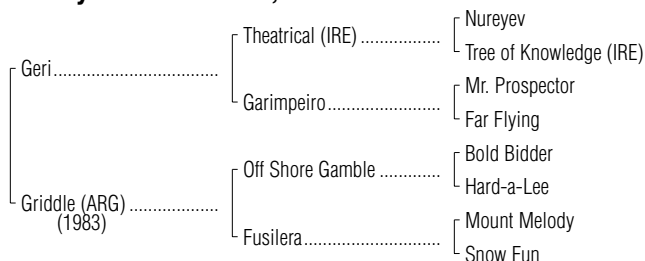 Nureyev
Theatrical (IRE) .................
Tree of Knowledge (IRE)
Geri...................................
Mr. Prospector
Garimpeiro........................
Far Flying
Bold Bidder
Off Shore Gamble .............
Hard-a-Lee
Griddle (ARG) ...................
(1983)
Mount Melody
Fusilera.............................
Snow Fun